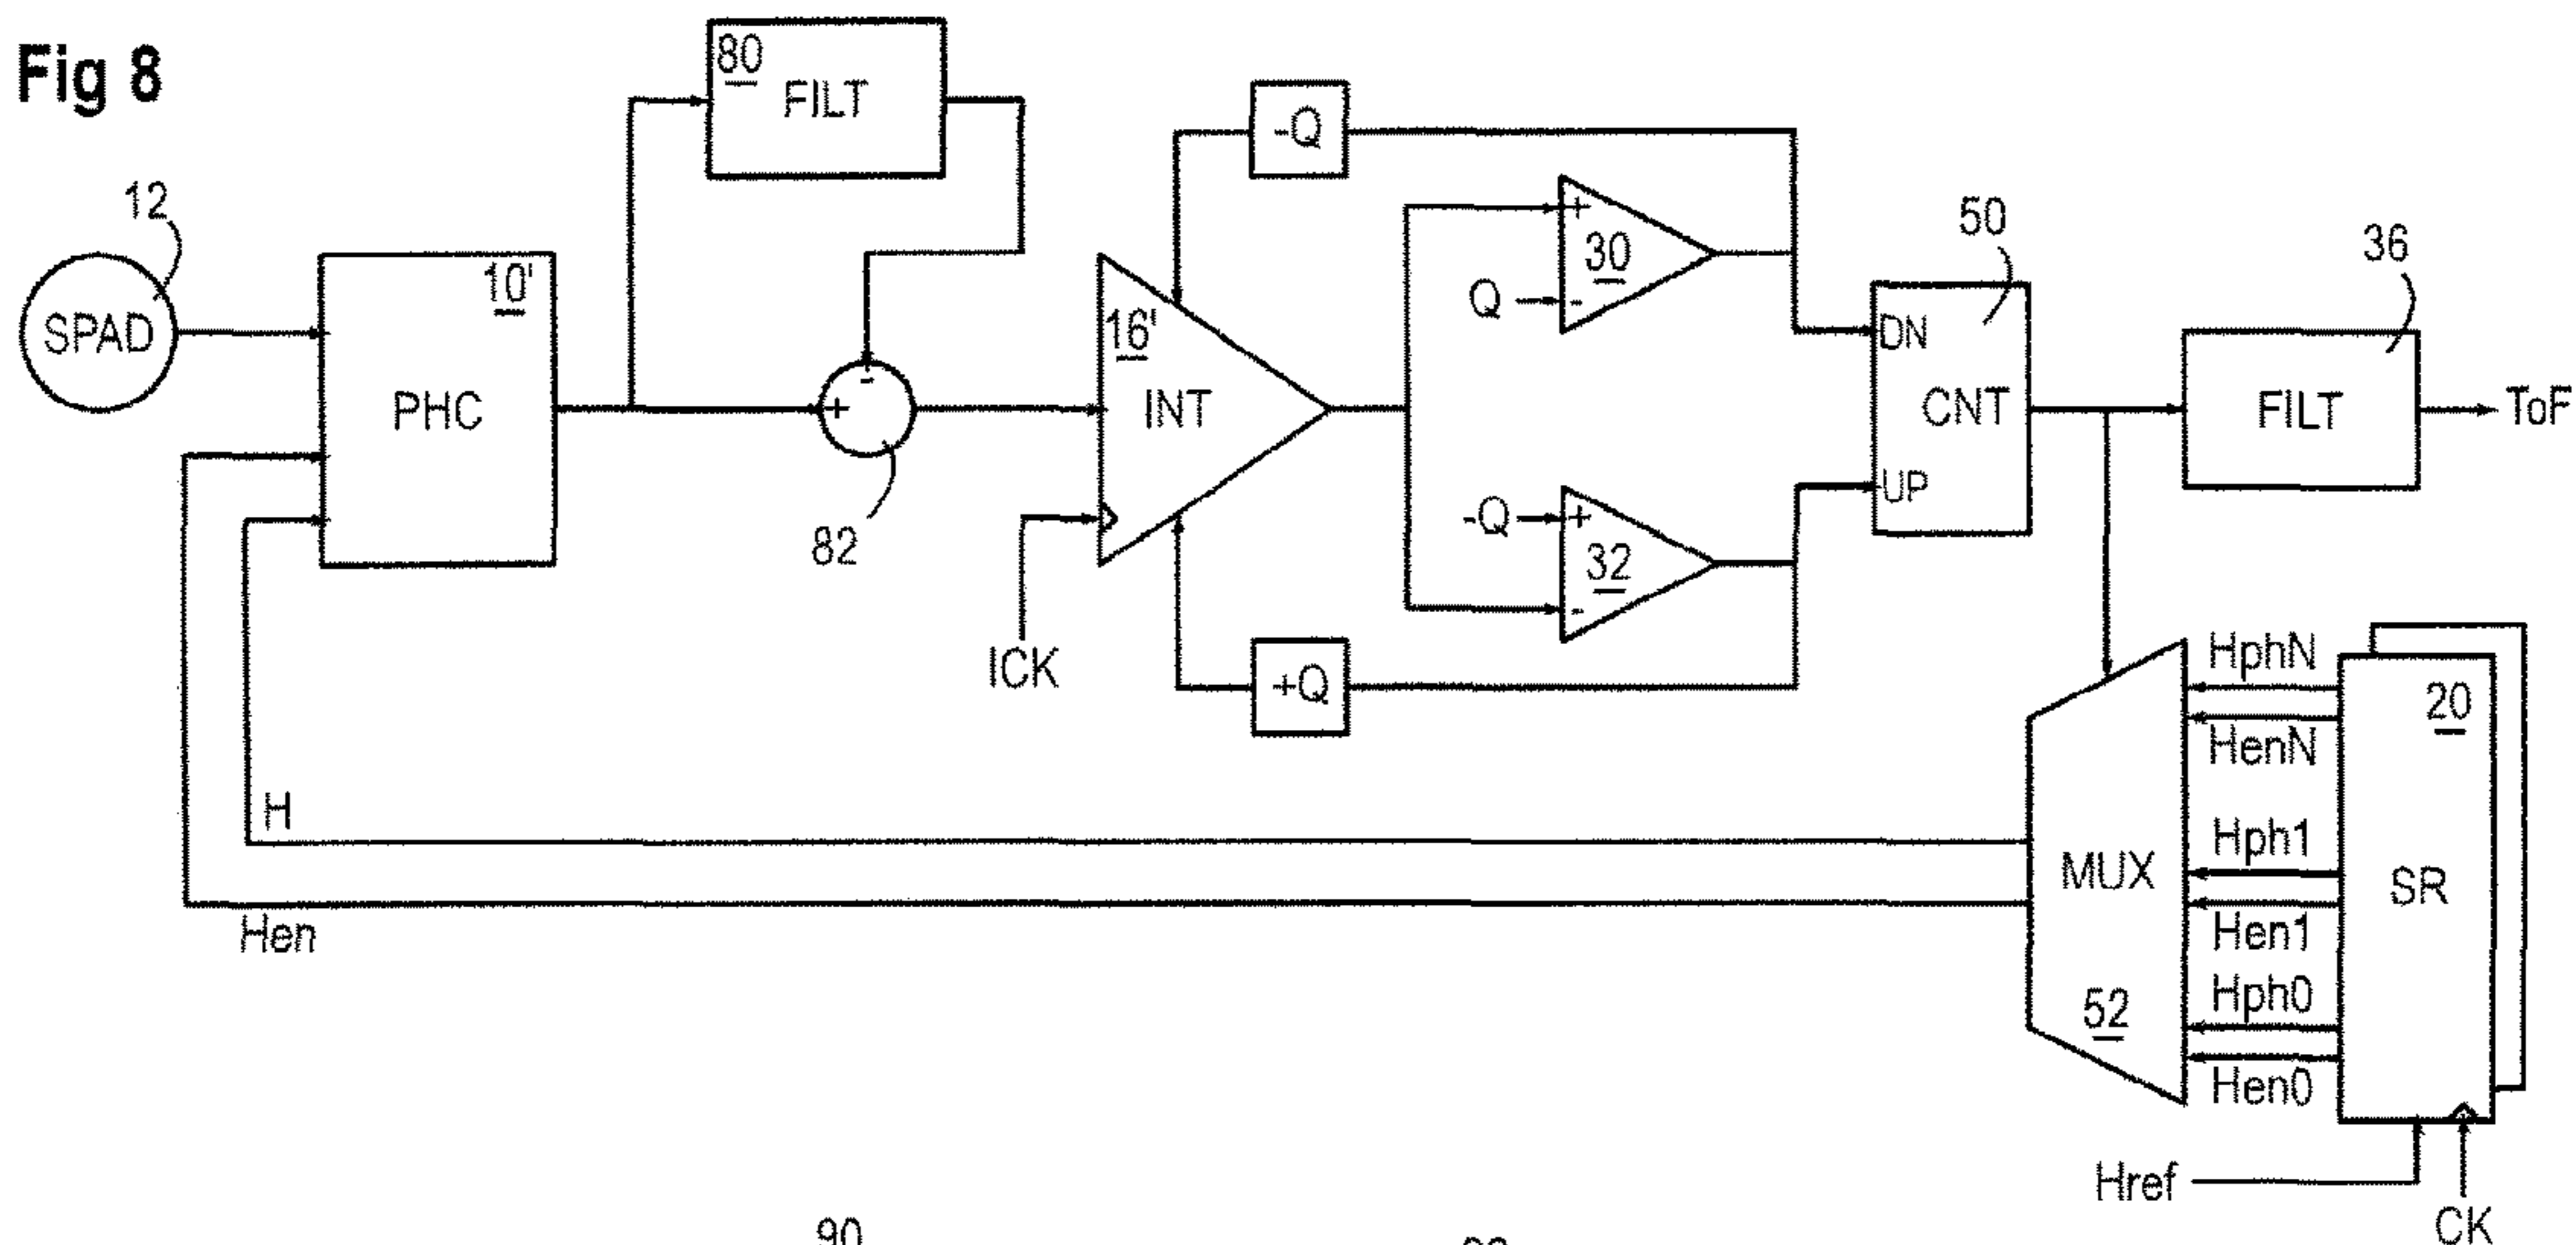 Fig 8
80
FILT
-Q
12
SPAD
10'
PHC
+
-
82
16'
INT
ICK
+Q
+
30
Q
-
-Q
+
32
-
50
DN
CNT
UP
36
FILT
ToF
HphN
HenN
20
H
Hph1
MUX
SR
Hen1
Hen
Hph0
52
Hen0
Href
CK